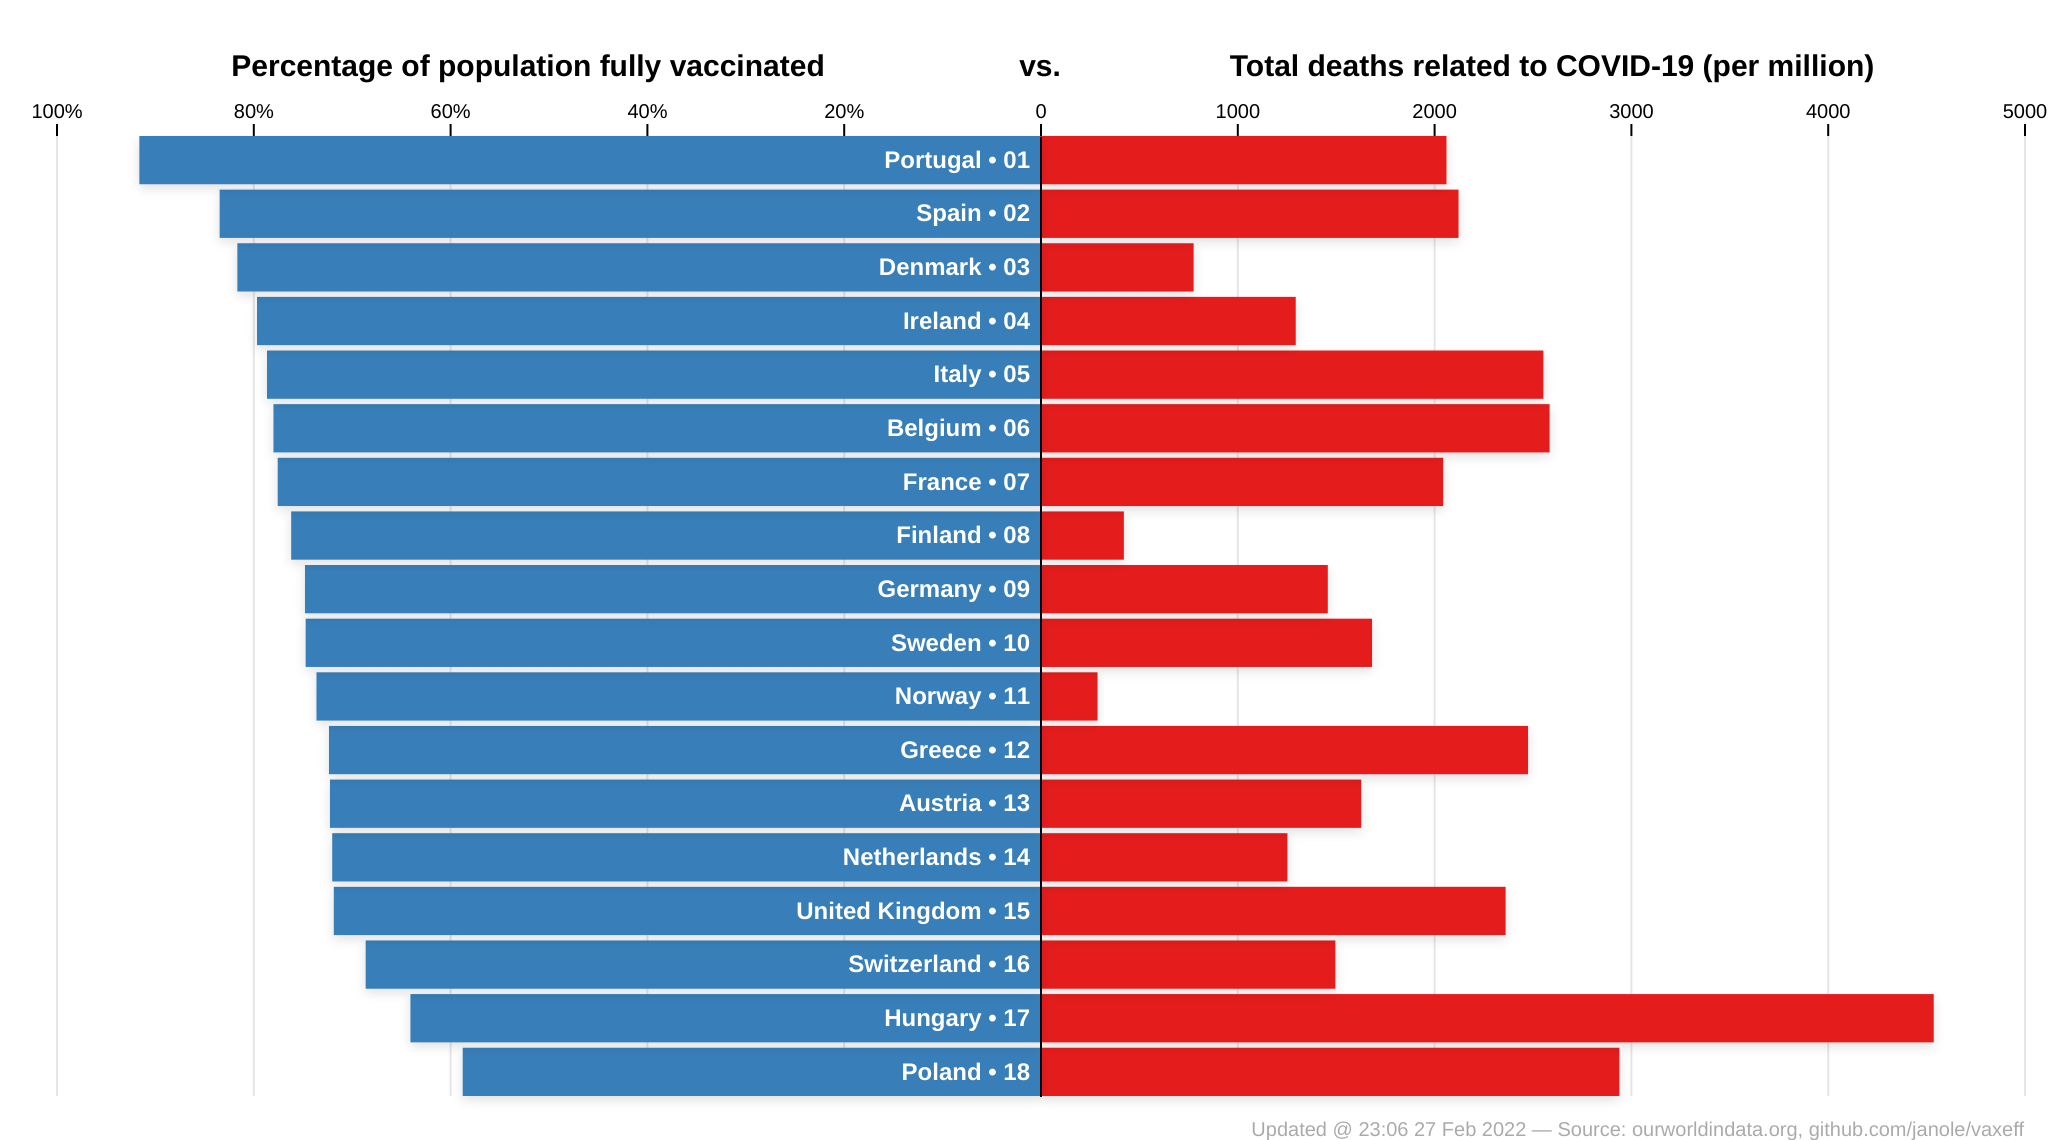 Percentage of population fully vaccinated vs. Total deaths related to COVID-19 (per million)
100% 80% 60% 40% 20% 0 1000 2000 3000 4000 5000
Portugal • 01
Spain • 02
Denmark • 03
Ireland • 04
Italy • 05
Belgium • 06
France • 07
Finland • 08
Germany • 09
Sweden • 10
Norway • 11
Greece • 12
Austria • 13
Netherlands • 14
United Kingdom • 15
Switzerland • 16
Hungary • 17
Poland • 18
Updated @ 23:06 27 Feb 2022 — Source: ourworldindata.org, github.com/janole/vaxeff